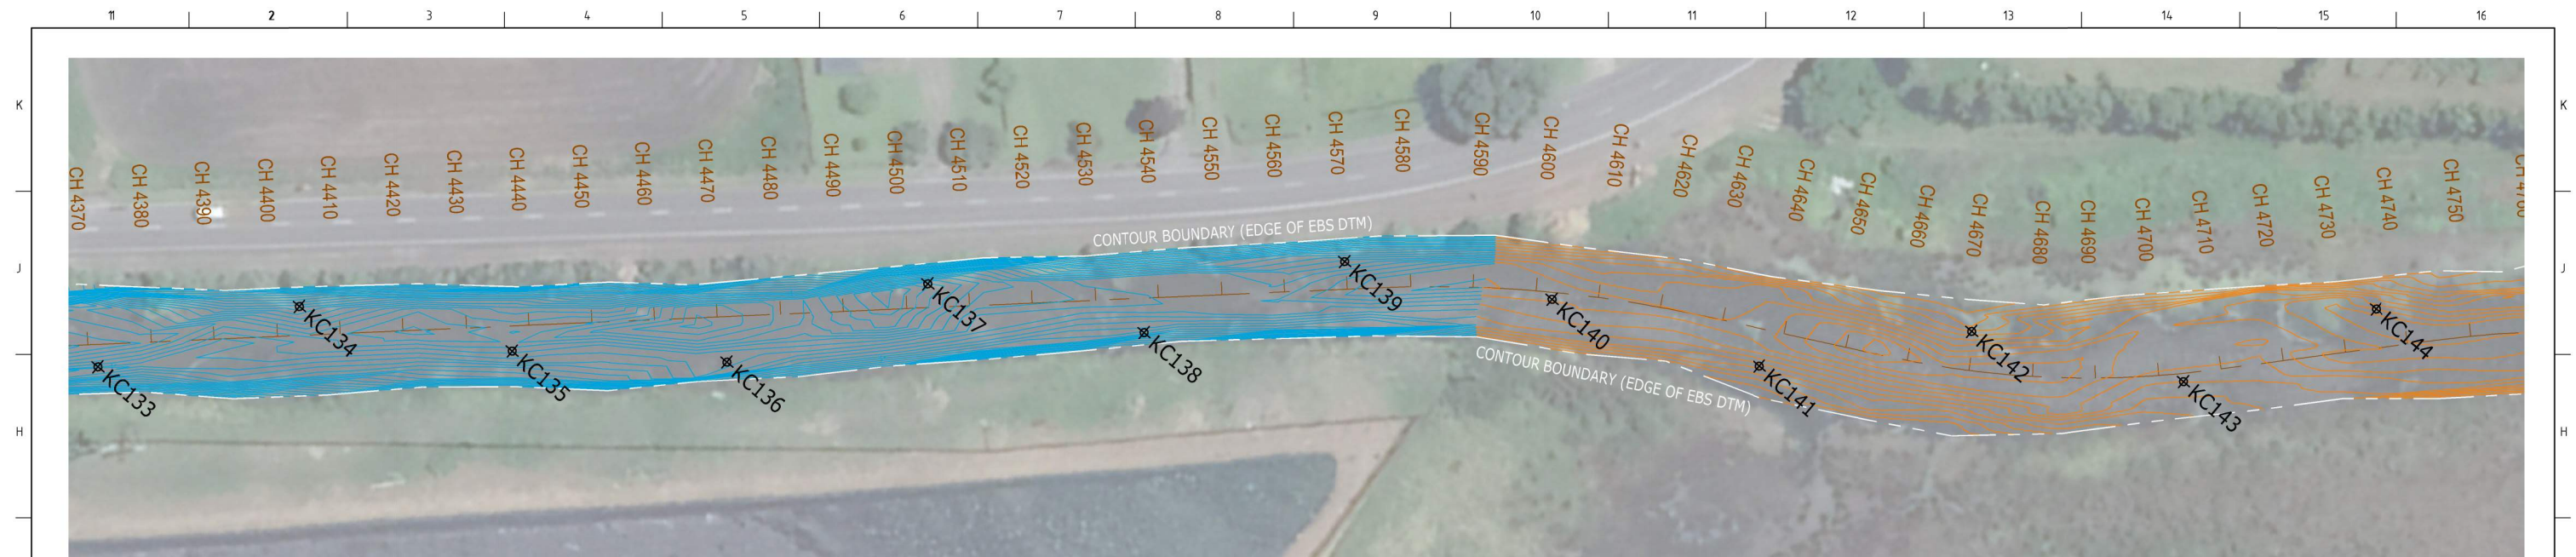 11 2 3 4 5 6 7 8 9 10 11 12 13 14 15 16
K K
CH 4370
CH 4380
CH 4390
CH 4400
CH 4410
CH 4420
CH 4430
CH 4440
CH 4450
CH 4460
CH 4470
CH 4480
CH 4490
CH 4500
CH 4510
CH 4520
CH 4530
CH 4540
CH 4550
CH 4560
CH 4570
CH 4580
CH 4590
CH 4600
CH 4610
CH 4620
CH 4630
CH 4640
CH 4650
CH 4660
CH 4670
CH 4680
CH 4690
CH 4700
CH 4710
CH 4720
CH 4730
CH 4740
CH 4750
CONTOUR BOUNDARY (EDGE OF EBS DTM)
J J
KC133
KC134
KC135
KC136
KC137
KC138
KC139
KC140
KC141
KC142
KC143
KC144
CONTOUR BOUNDARY (EDGE OF EBS DTM)
H H